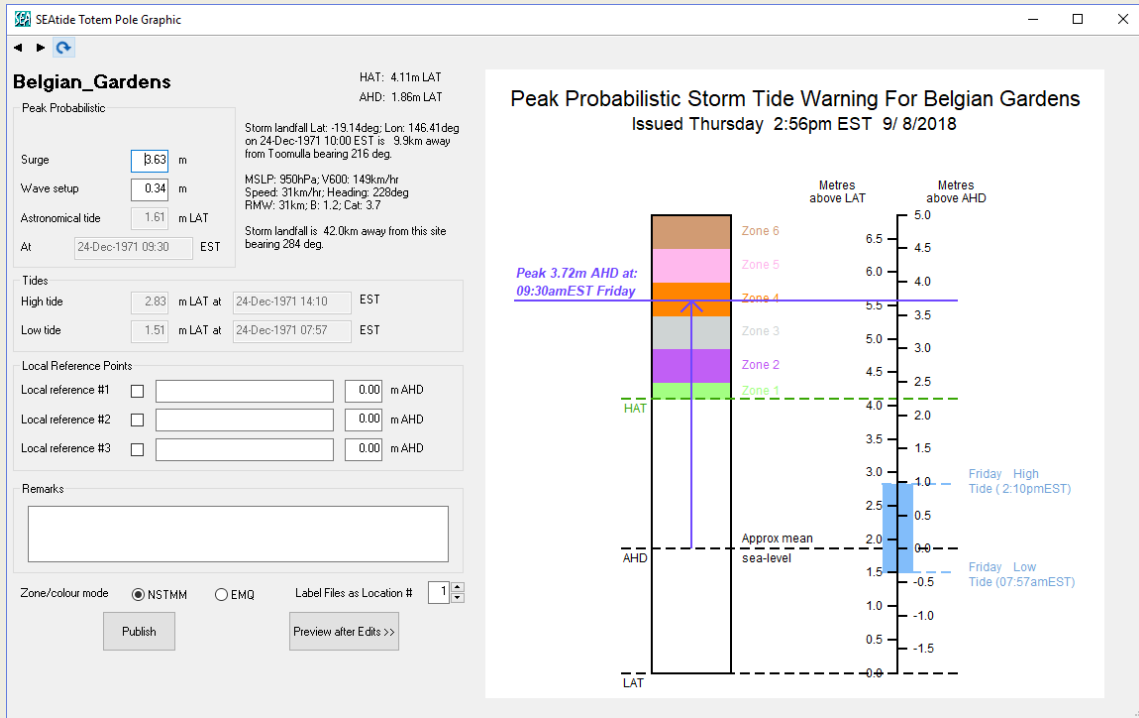 SEA SEAtide Totem Pole Graphic
Belgian_Gardens
HAT: 4.11m LAT
AHD: 1.86m LAT
Peak Probabilistic
Surge 3.63 m
Wave setup 0.34 m
Astronomical tide 1.61 m LAT
At 24-Dec-1971 09:30 EST
Storm landfall Lat: -19.14deg; Lon: 146.41deg
on 24-Dec-1971 10:00 EST is 9.9km away
from Toomulla bearing 216 deg.
MSLP: 950hPa; V600: 149km/hr
Speed: 31km/hr; Heading: 228deg
RMW: 31km; B: 1.2; Cat: 3.7
Storm landfall is 42.0km away from this site
bearing 284 deg.
Tides
High tide 2.83 m LAT at 24-Dec-1971 14:10 EST
Low tide 1.51 m LAT at 24-Dec-1971 07:57 EST
Local Reference Points
Local reference #1 0.00 m AHD
Local reference #2 0.00 m AHD
Local reference #3 0.00 m AHD
Remarks
Zone/colour mode NSTMM EMQ Label Files as Location # 1
Publish Preview after Edits >>
Peak Probabilistic Storm Tide Warning For Belgian Gardens
Issued Thursday 2:56pm EST 9/ 8/2018
Metres
above LAT
Metres
above AHD
Peak 3.72m AHD at:
09:30amEST Friday
Zone 6
Zone 5
Zone 4
Zone 3
Zone 2
Zone 1
HAT
AHD
LAT
Approx mean
sea-level
6.5
6.0
5.5
5.0
4.5
4.0
3.5
3.0
2.5
2.0
1.5
1.0
0.5
0.0
5.0
4.5
4.0
3.5
3.0
2.5
2.0
1.5
1.0
0.5
0.0
-0.5
-1.0
-1.5
Friday High
Tide ( 2:10pmEST)
Friday Low
Tide (07:57amEST)